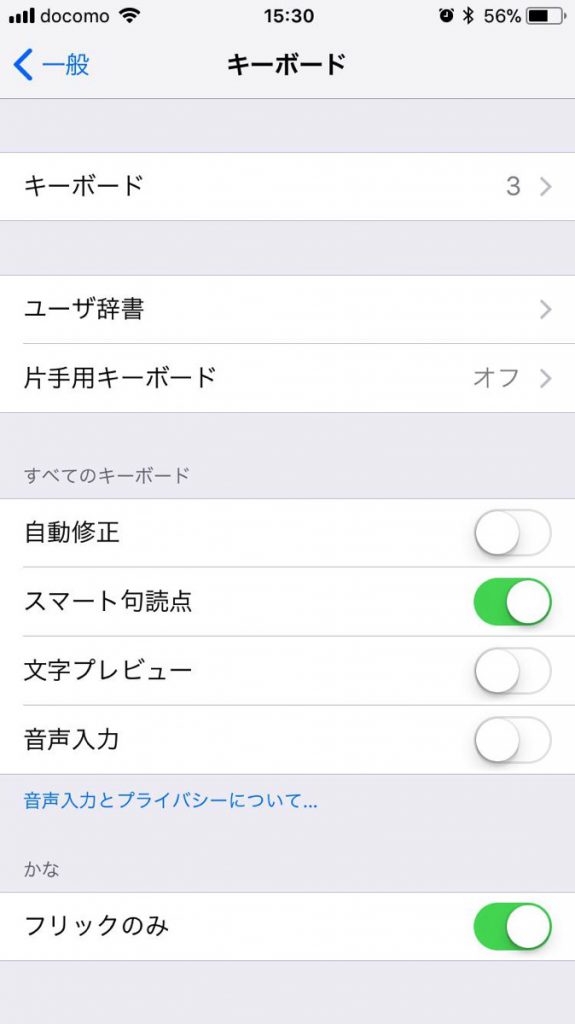 docomo 15:30 56%
一般 キーボード
キーボード 3
ユーザ辞書
片手用キーボード オフ
すべてのキーボード
自動修正
スマート句読点
文字プレビュー
音声入力
音声入力とプライバシーについて...
かな
フリックのみ